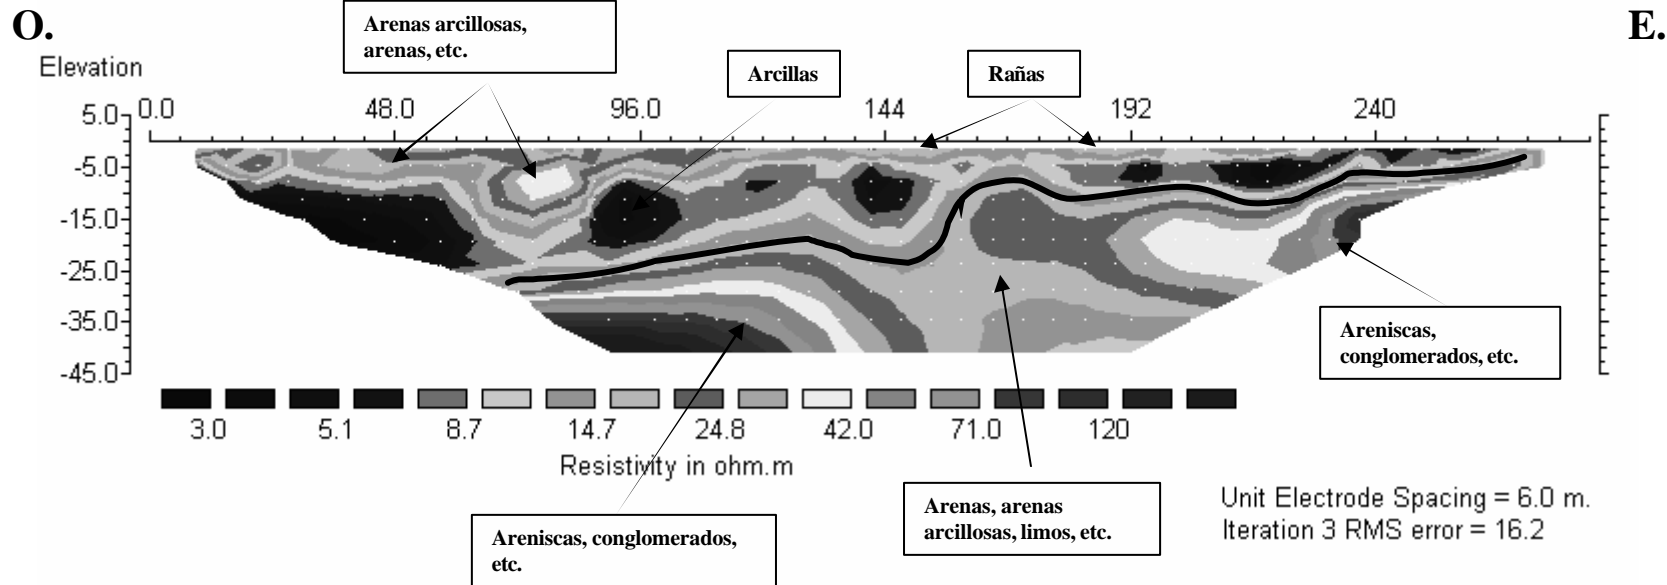 O.
E.
Arenas arcillosas,
arenas, etc.
Arcillas
Rañas
Elevation
0.0 48.0 96.0 144 192 240
5.0
-5.0
-15.0
-25.0
-35.0
-45.0
Areniscas,
conglomerados, etc.
3.0 5.1 8.7 14.7 24.8 42.0 71.0 120
Resistivity in ohm.m
Arenas, arenas
arcillosas, limos, etc.
Areniscas, conglomerados,
etc.
Unit Electrode Spacing = 6.0 m.
Iteration 3 RMS error = 16.2